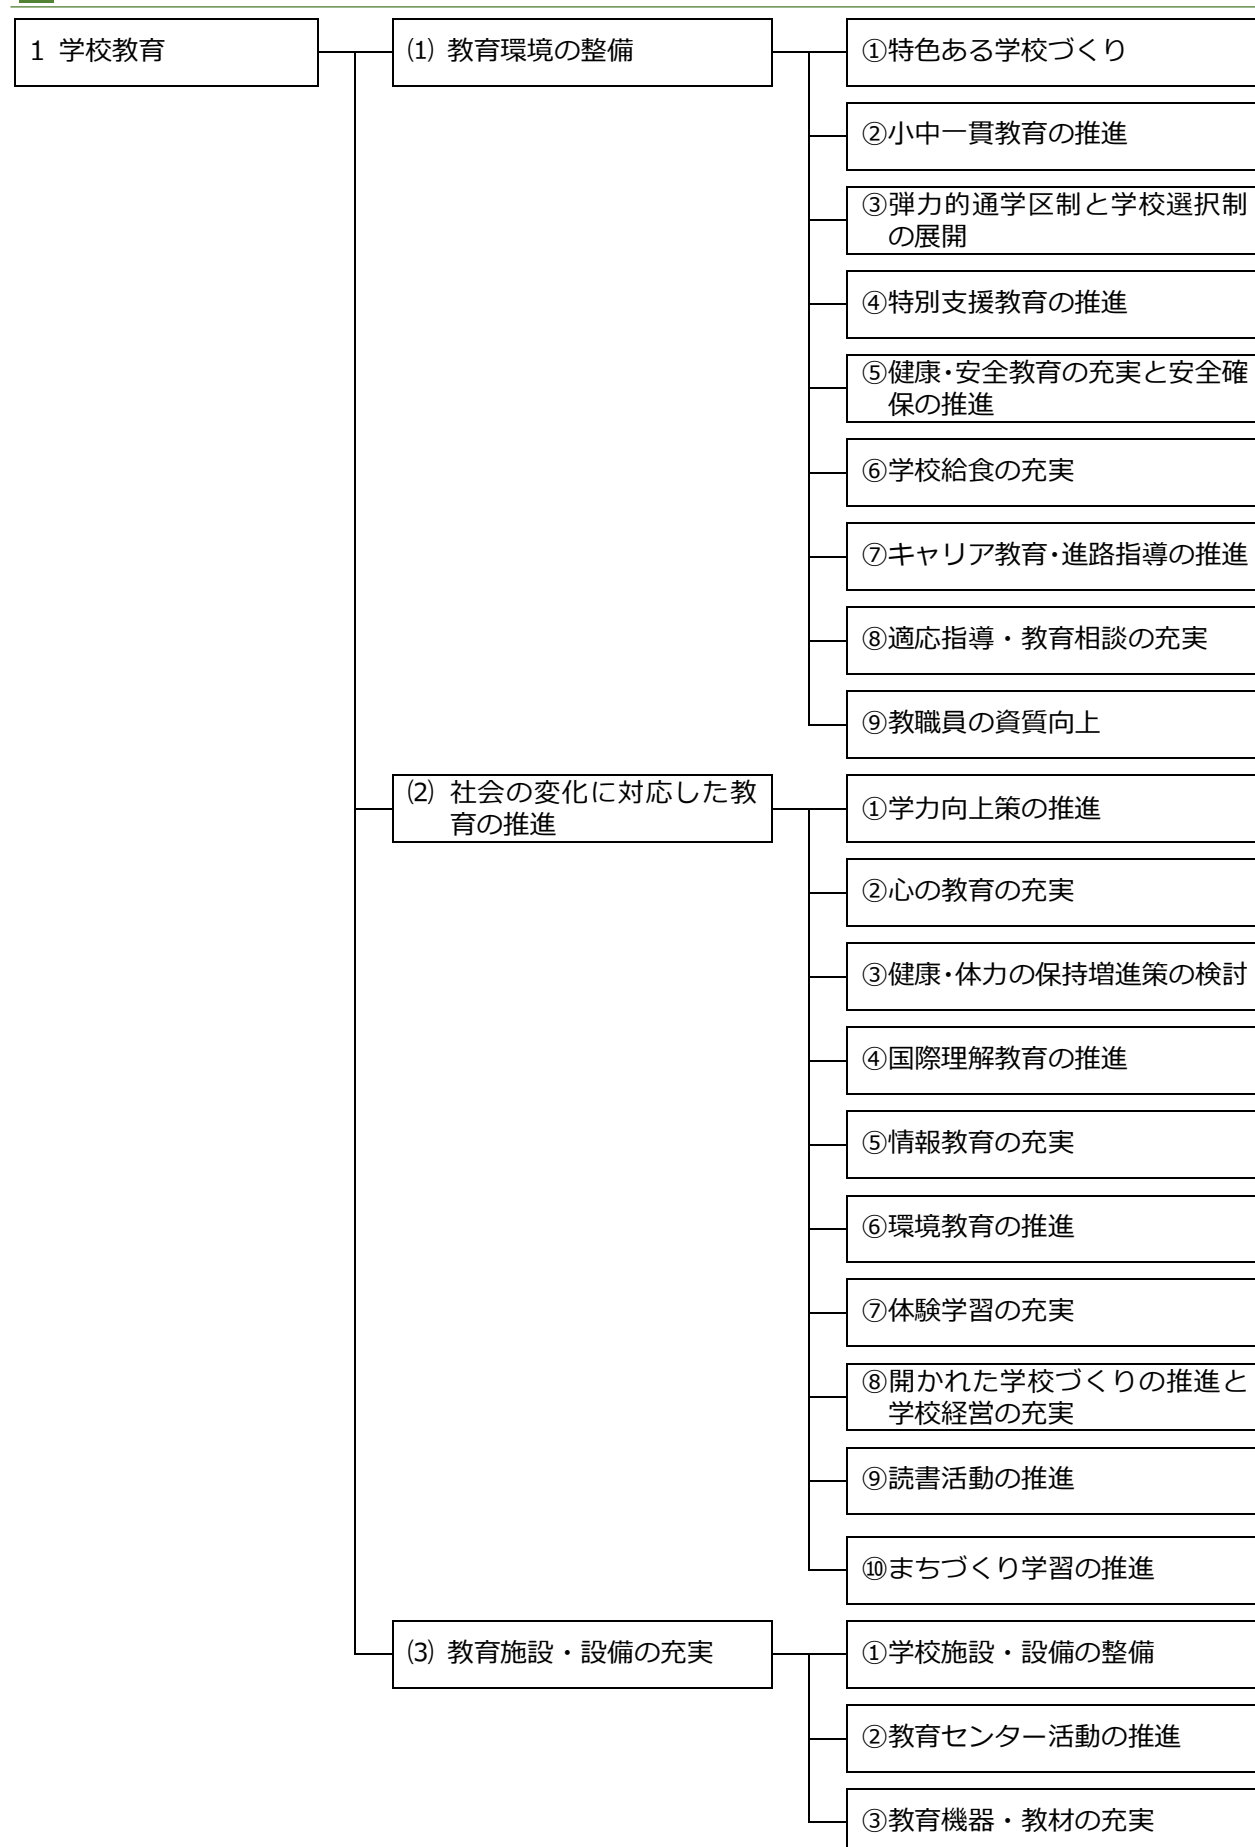 1 学校教育
⑴ 教育環境の整備
①特色ある学校づくり
②小中一貫教育の推進
③弾力的通学区制と学校選択制
の展開
④特別支援教育の推進
⑤健康・安全教育の充実と安全確
保の推進
⑥学校給食の充実
⑦キャリア教育・進路指導の推進
⑧適応指導・教育相談の充実
⑨教職員の資質向上
⑵ 社会の変化に対応した教
育の推進
①学力向上策の推進
②心の教育の充実
③健康・体力の保持増進策の検討
④国際理解教育の推進
⑤情報教育の充実
⑥環境教育の推進
⑦体験学習の充実
⑧開かれた学校づくりの推進と
学校経営の充実
⑨読書活動の推進
⑩まちづくり学習の推進
⑶ 教育施設・設備の充実
①学校施設・設備の整備
②教育センター活動の推進
③教育機器・教材の充実